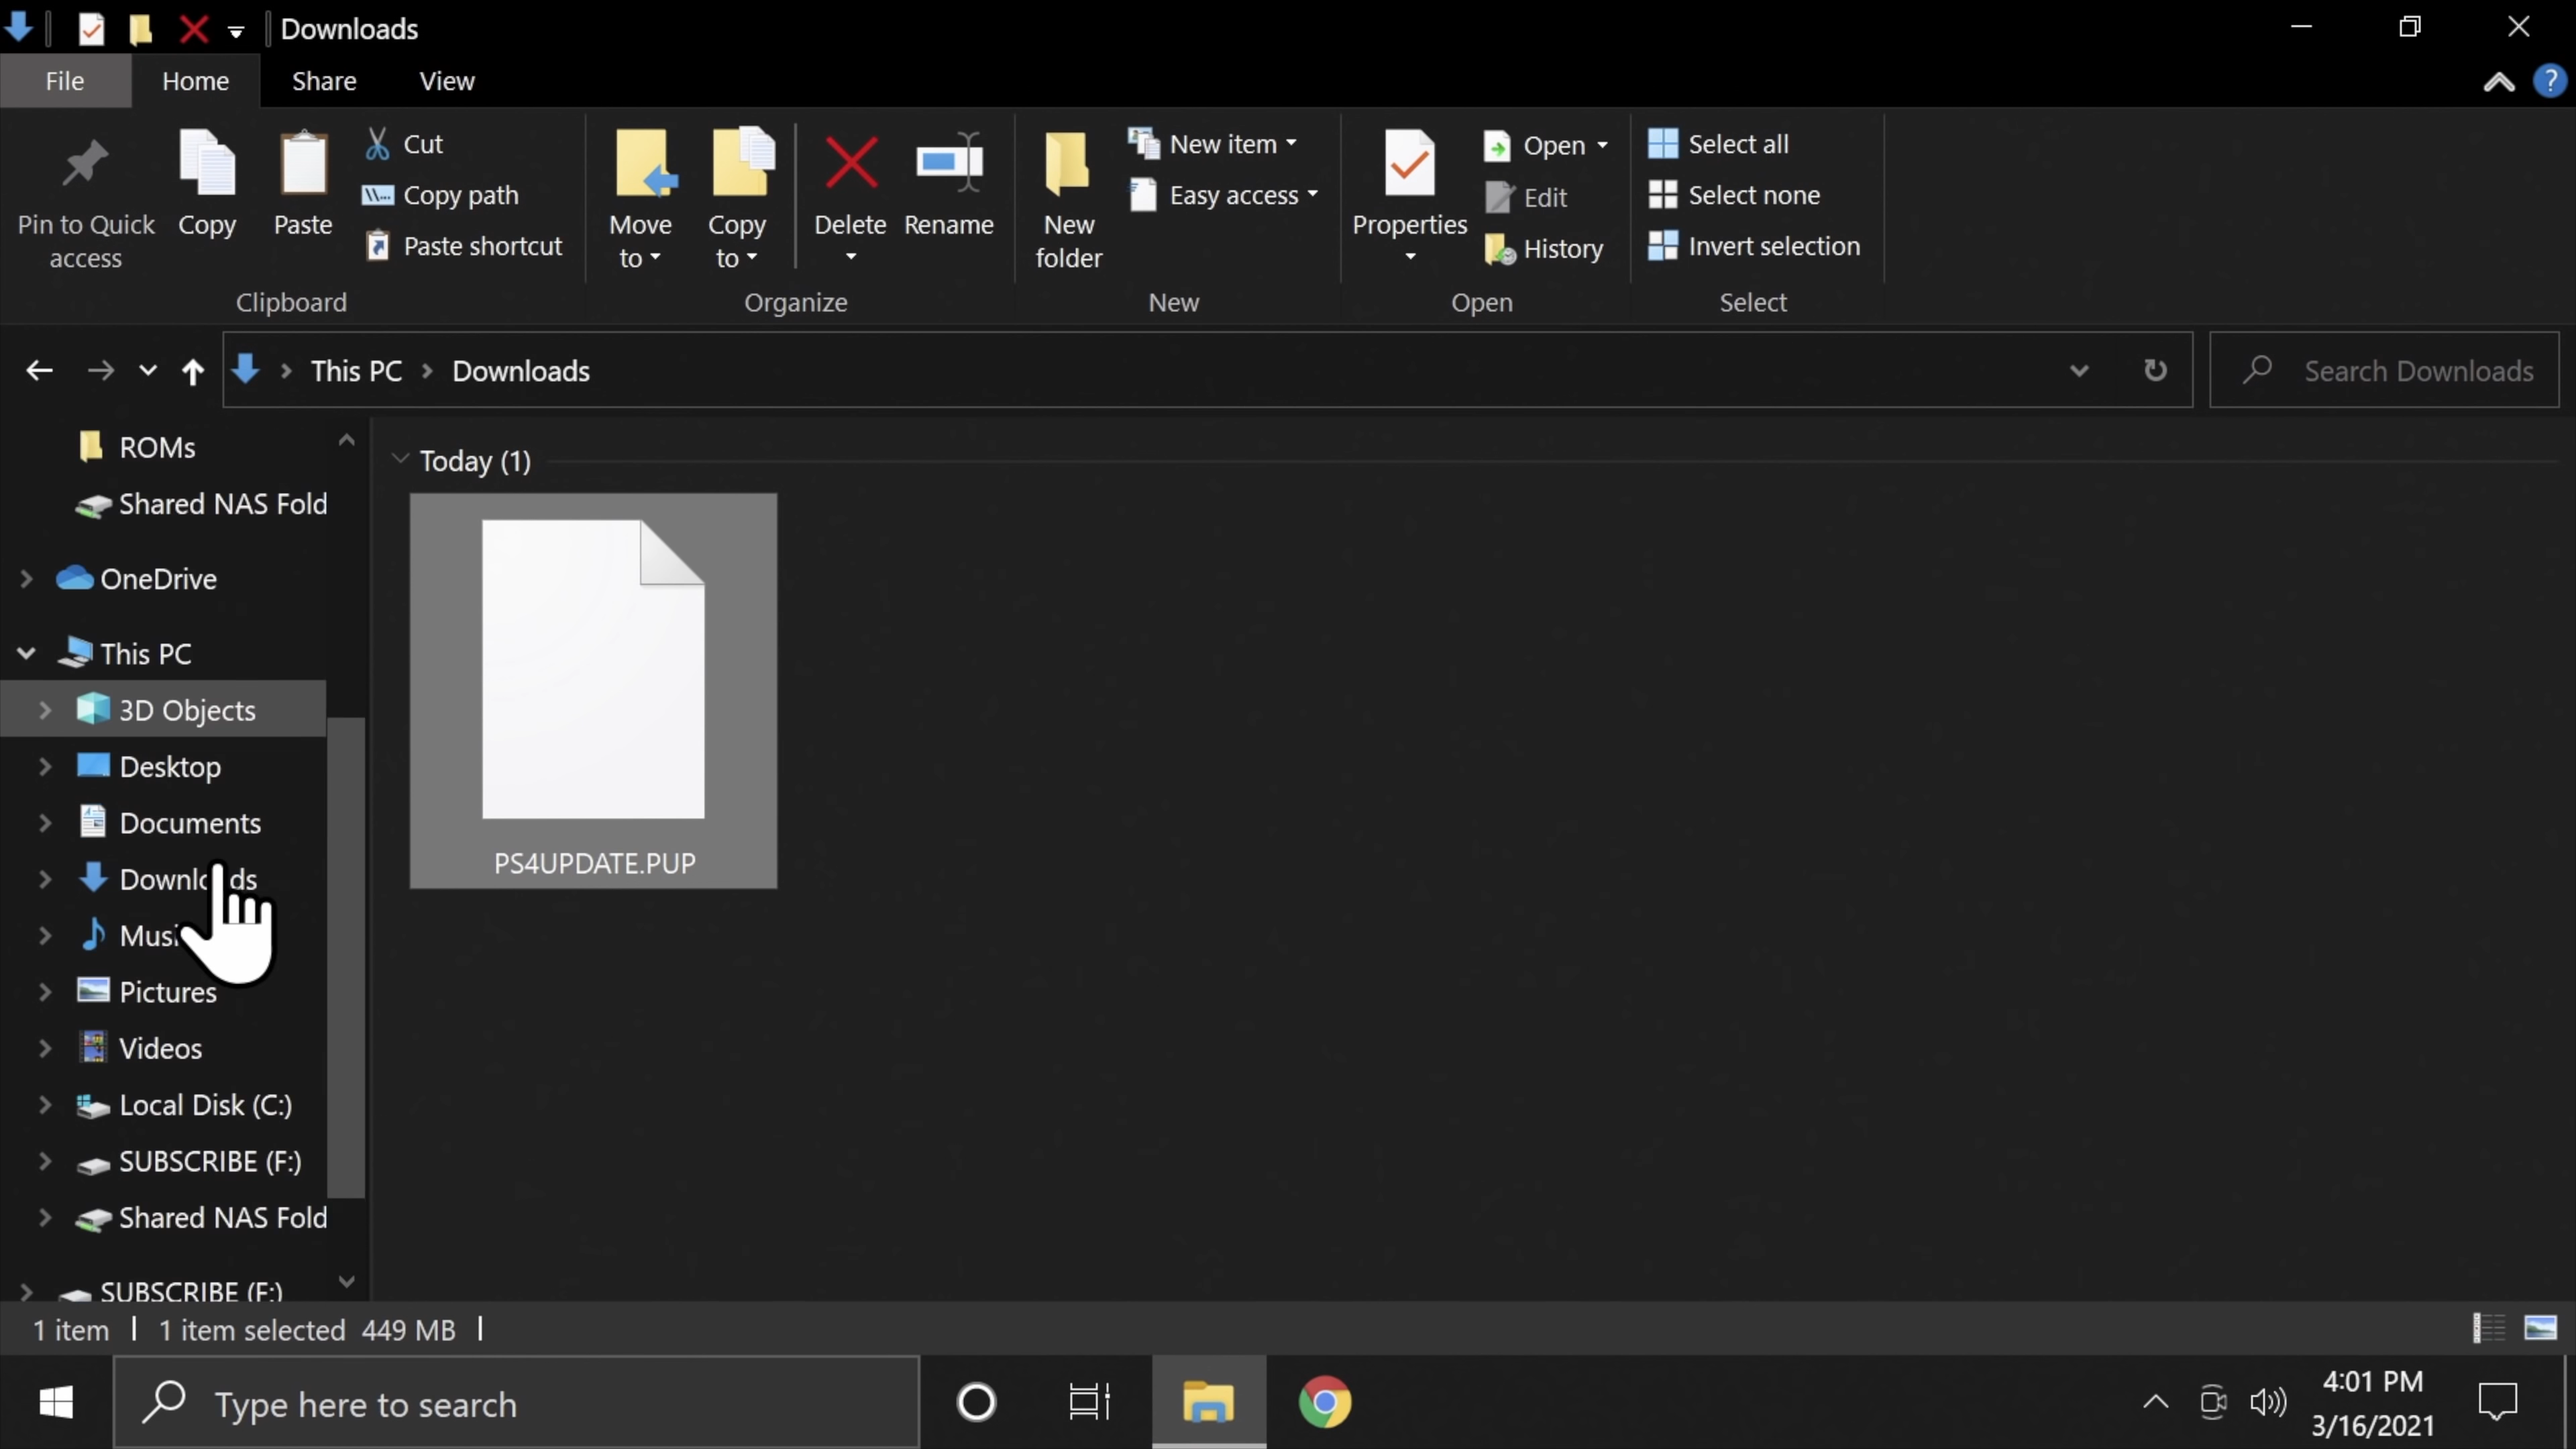 Downloads
File
Home
Share
View
Pin to Quick
access
Copy
Paste
Cut
Copy path
Paste shortcut
Clipboard
Move
to
Copy
to
Delete
Rename
Organize
New
folder
New item
Easy access
New
Properties
Open
Edit
History
Open
Select all
Select none
Invert selection
Select
This PC
Downloads
Search Downloads
ROMs
Shared NAS Fold
OneDrive
This PC
3D Objects
Desktop
Documents
Downloads
Music
Pictures
Videos
Local Disk (C:)
SUBSCRIBE (F:)
Shared NAS Fold
SUBSCRIBE (F:)
Today (1)
PS4UPDATE.PUP
1 item
1 item selected 449 MB
Type here to search
4:01 PM
3/16/2021